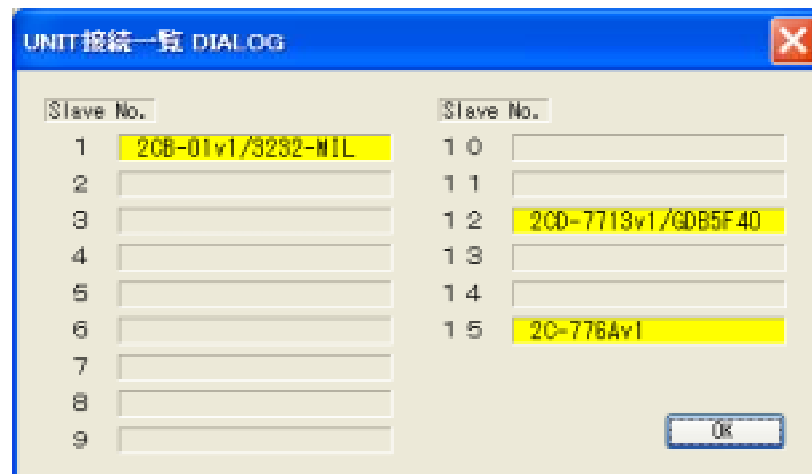 UNIT接続一覧 DIALOG
Slave No.
1 2CB-01v1/3232-MIL
2
3
4
5
6
7
8
9
Slave No.
10
11
12 2CD-7713v1/GDB5F40
13
14
15 2C-776Av1
OK